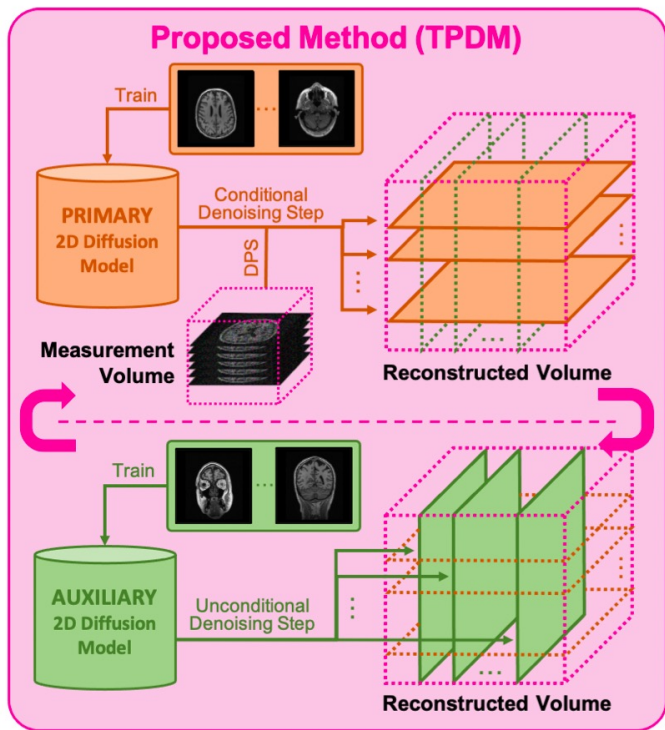 Proposed Method (TPDM)
Train
...
PRIMARY
2D Diffusion
Model
Conditional
Denoising Step
DPS
...
...
...
Measurement
Volume
Reconstructed Volume
Train
...
AUXILIARY
2D Diffusion
Model
Unconditional
Denoising Step
...
...
...
Reconstructed Volume